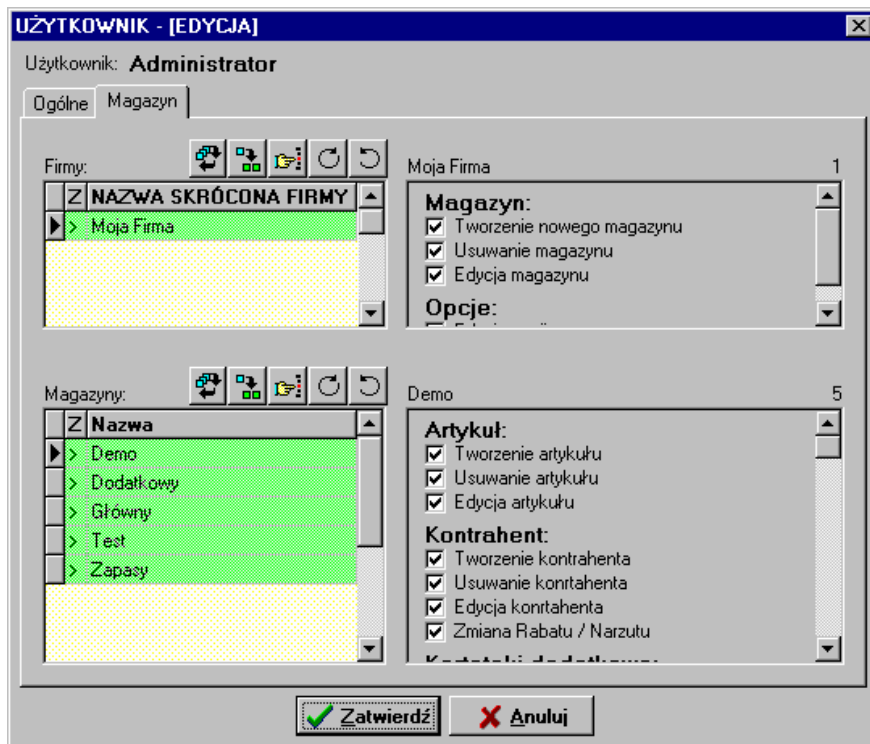 UŻYTKOWNIK - [EDYCJA]
Użytkownik: Administrator
Ogólne Magazyn
Firmy:
Z NAZWA SKRÓCONA FIRMY
> Moja Firma
Moja Firma 1
Magazyn:
Tworzenie nowego magazynu
Usuwanie magazynu
Edycja magazynu
Opcje:
Magazyny:
Z Nazwa
> Demo
> Dodatkowy
> Główny
> Test
> Zapasy
Demo 5
Artykuł:
Tworzenie artykułu
Usuwanie artykułu
Edycja artykułu
Kontrahent:
Tworzenie kontrahenta
Usuwanie konrtahenta
Edycja konrtahenta
Zmiana Rabatu / Narzutu
Zatwierdź Anuluj